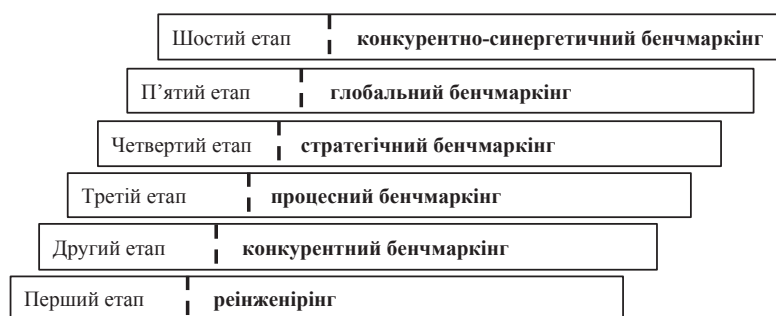 Шостий етап конкурентно-синергетичний бенчмаркінг
П’ятий етап глобальний бенчмаркінг
Четвертий етап стратегічний бенчмаркінг
Третій етап процесний бенчмаркінг
Другий етап конкурентний бенчмаркінг
Перший етап реінженірінг